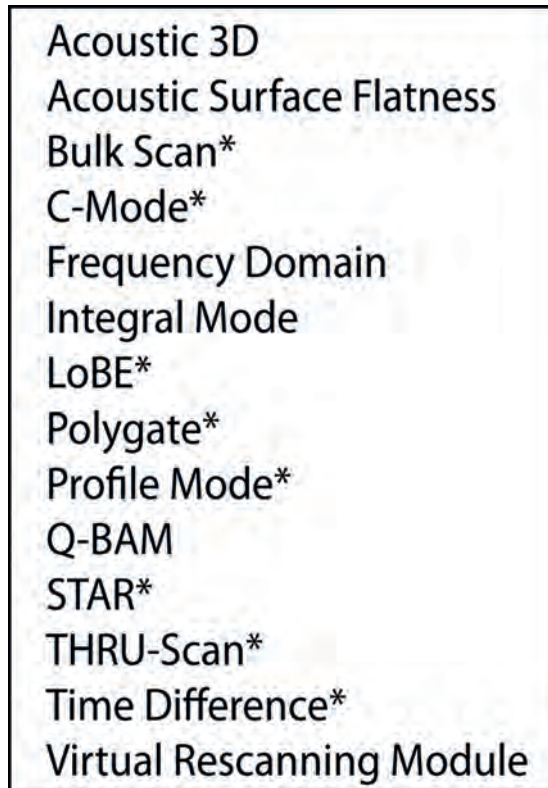 Acoustic 3D
Acoustic Surface Flatness
Bulk Scan*
C-Mode*
Frequency Domain
Integral Mode
LoBE*
Polygate*
Profile Mode*
Q-BAM
STAR*
THRU-Scan*
Time Difference*
Virtual Rescanning Module